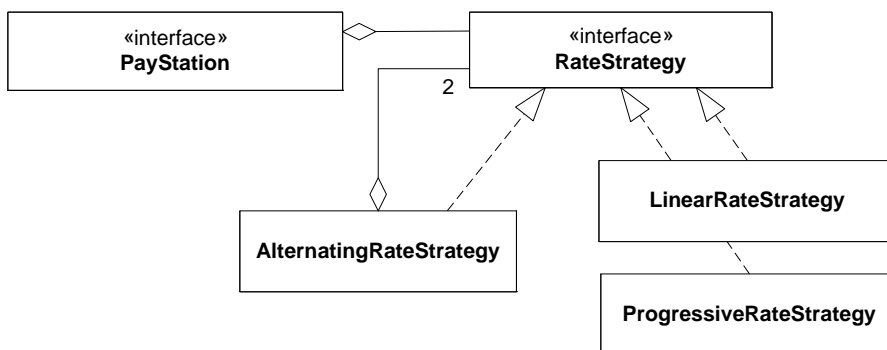 «interface»
PayStation
«interface»
RateStrategy
2
LinearRateStrategy
AlternatingRateStrategy
ProgressiveRateStrategy